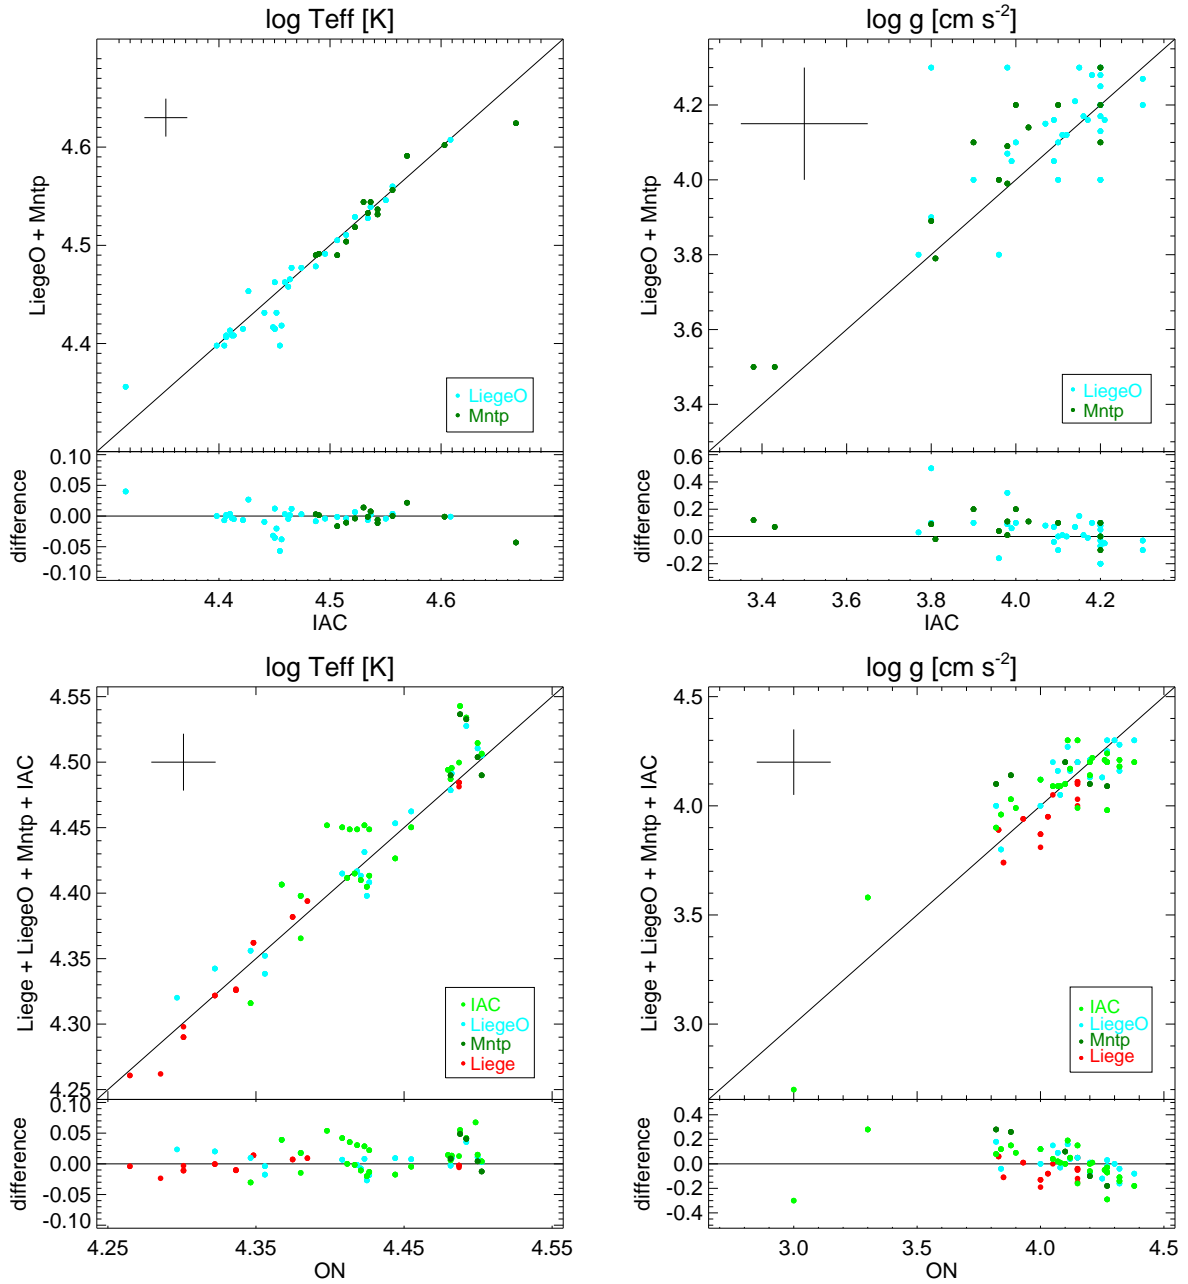 log Teff [K]
4.6
4.5
4.4
LiegeO + Mntp
LiegeO
Mntp
0.10
0.05
0.00
-0.05
-0.10
difference
4.4 4.5 4.6
IAC
log g [cm s-2]
4.2
4.0
3.8
3.6
3.4
LiegeO + Mntp
LiegeO
Mntp
0.6
0.4
0.2
0.0
-0.2
difference
3.4 3.6 3.8 4.0 4.2
IAC
log Teff [K]
4.55
4.50
4.45
4.40
4.35
4.30
4.25
Liege + LiegeO + Mntp + IAC
IAC
LiegeO
Mntp
Liege
0.10
0.05
0.00
-0.05
-0.10
difference
4.25 4.35 4.45 4.55
ON
log g [cm s-2]
4.5
4.0
3.5
3.0
Liege + LiegeO + Mntp + IAC
IAC
LiegeO
Mntp
Liege
0.4
0.2
0.0
-0.2
-0.4
difference
3.0 3.5 4.0 4.5
ON